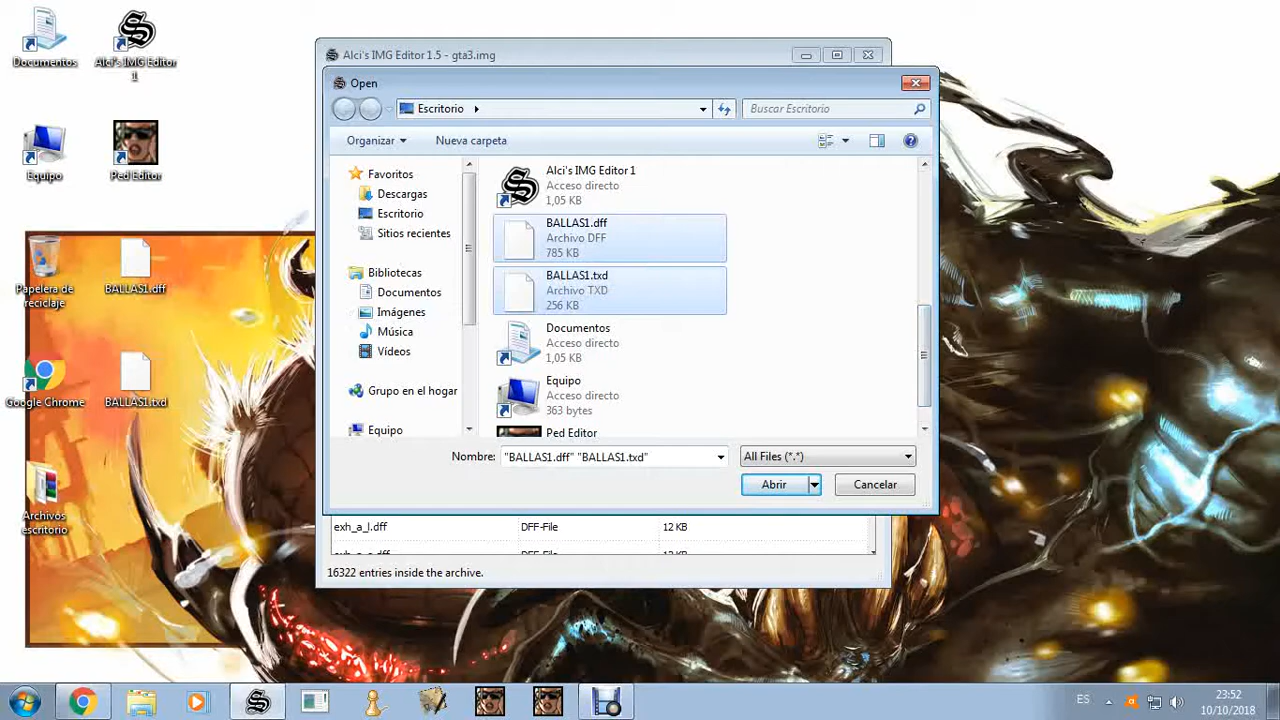 Documentos
Alci's IMG Editor
1
Equipo
Ped Editor
Papelera de
reciclaje
BALLAS1.dff
Google Chrome
BALLAS1.txd
Archivos
escritorio
Alci's IMG Editor 1.5 - gta3.img
Open
Escritorio
Buscar Escritorio
Organizar
Nueva carpeta
Favoritos
Descargas
Escritorio
Sitios recientes
Bibliotecas
Documentos
Imágenes
Música
Vídeos
Grupo en el hogar
Equipo
Alci's IMG Editor 1
Acceso directo
1,05 KB
BALLAS1.dff
Archivo DFF
785 KB
BALLAS1.txd
Archivo TXD
256 KB
Documentos
Acceso directo
1,05 KB
Equipo
Acceso directo
363 bytes
Ped Editor
Nombre: "BALLAS1.dff" "BALLAS1.txd"
All Files (*.*)
Abrir
Cancelar
exh_a_l.dff DFF-File 12 KB
16322 entries inside the archive.
ES
23:52
10/10/2018